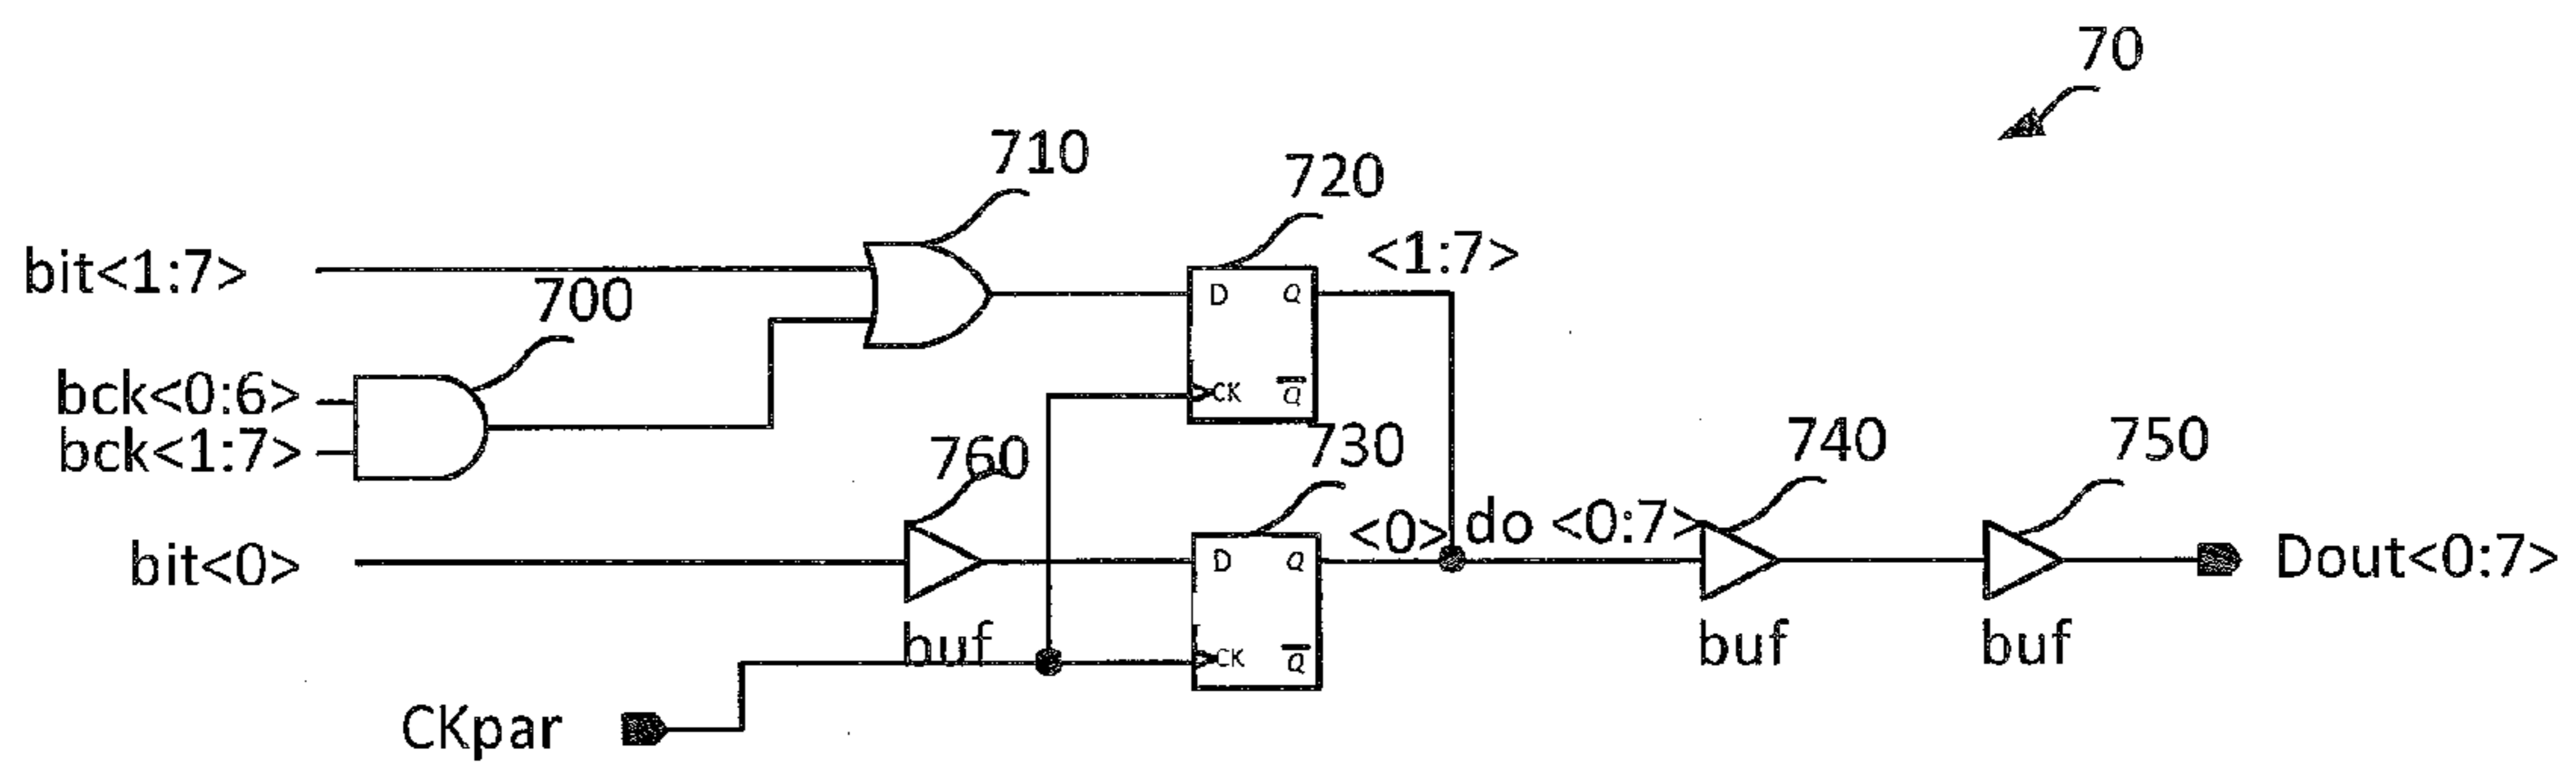 70
710
720
bit<1:7>
<1:7>
700
D Q
bck<0:6>
CK Q
bck<1:7>
760
730
740
750
bit<0>
<0>
do <0:7>
D Q
Dout<0:7>
buf
buf
buf
CK Q
CKpar